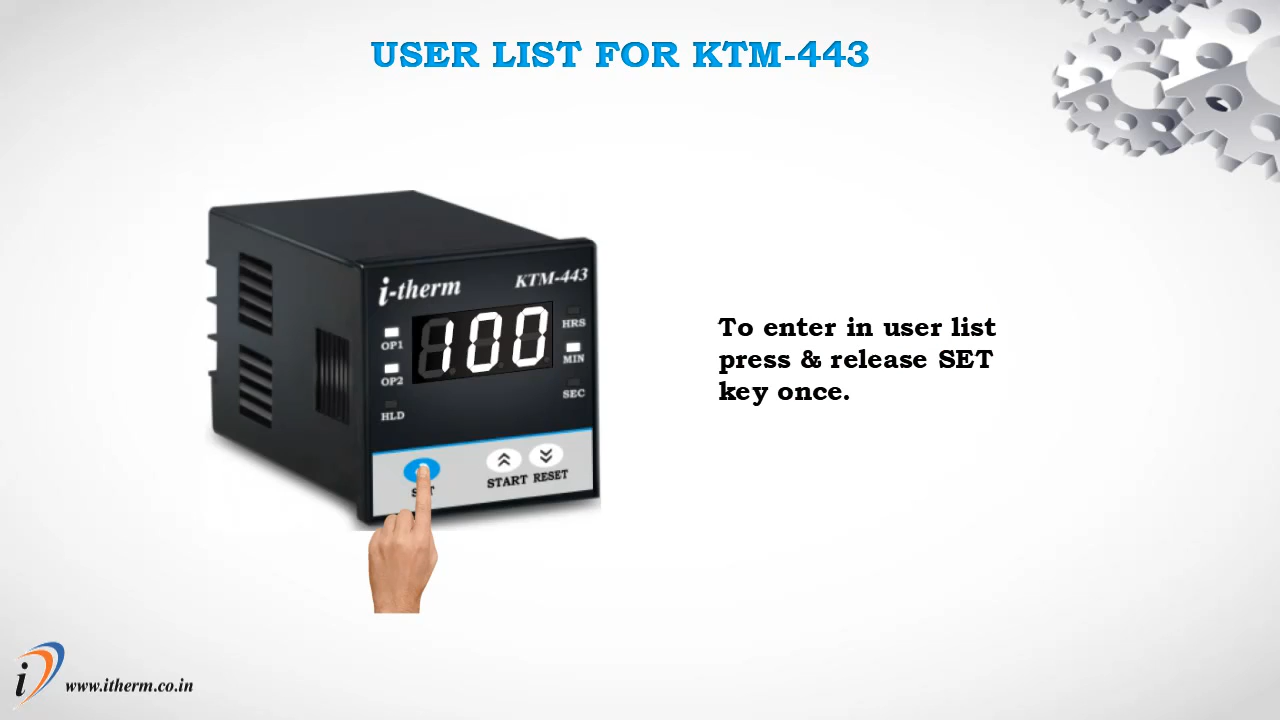 USER LIST FOR KTM-443
i-therm
KTM-443
100
OP1
OP2
HLD
HRS
MIN
SEC
START RESET
To enter in user list
press & release SET
key once.
i
www.itherm.co.in